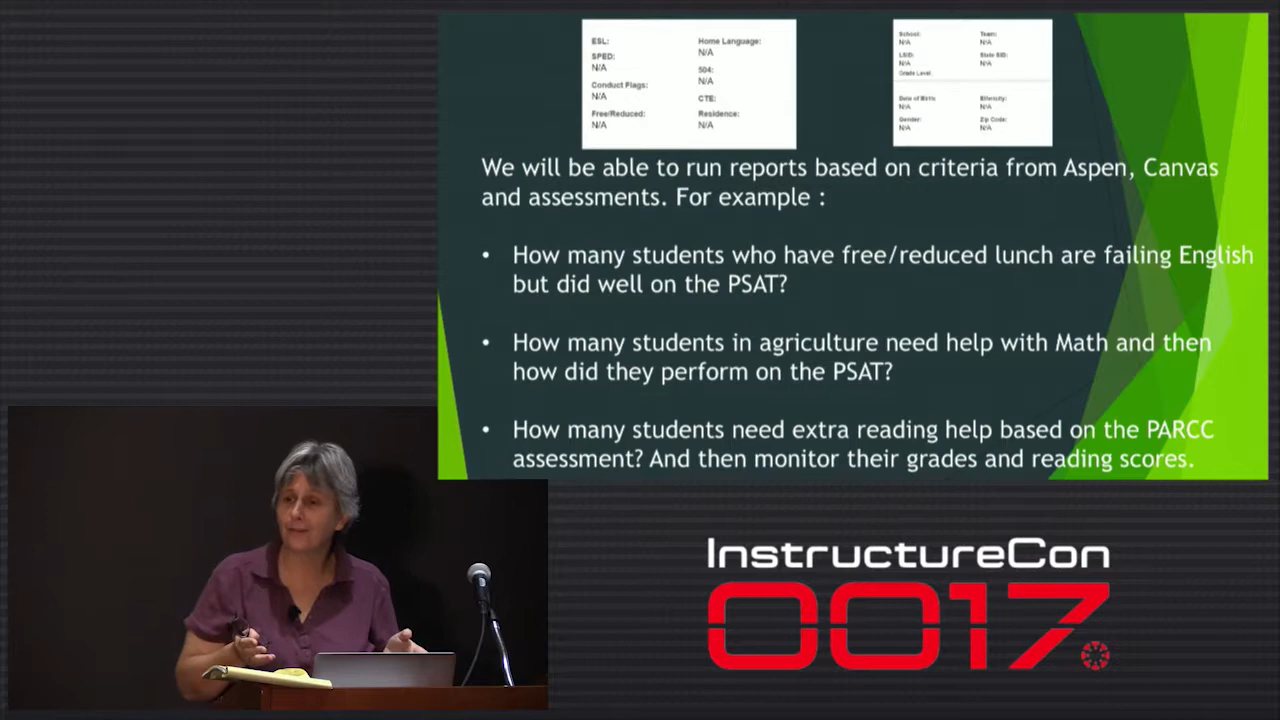 ESL:
Home Language:
N/A
SPED:
N/A
504:
N/A
Conduct Flags:
N/A
CTE:
Free/Reduced:
N/A
Residence:
N/A
School:
N/A
Team:
N/A
LSID:
N/A
State SID:
N/A
Grade Level
Date of Birth:
N/A
Ethnicity:
N/A
Gender:
N/A
Zip Code:
N/A
We will be able to run reports based on criteria from Aspen, Canvas
and assessments. For example :
• How many students who have free/reduced lunch are failing English
but did well on the PSAT?
• How many students in agriculture need help with Math and then
how did they perform on the PSAT?
• How many students need extra reading help based on the PARCC
assessment? And then monitor their grades and reading scores.
InstructureCon
0017